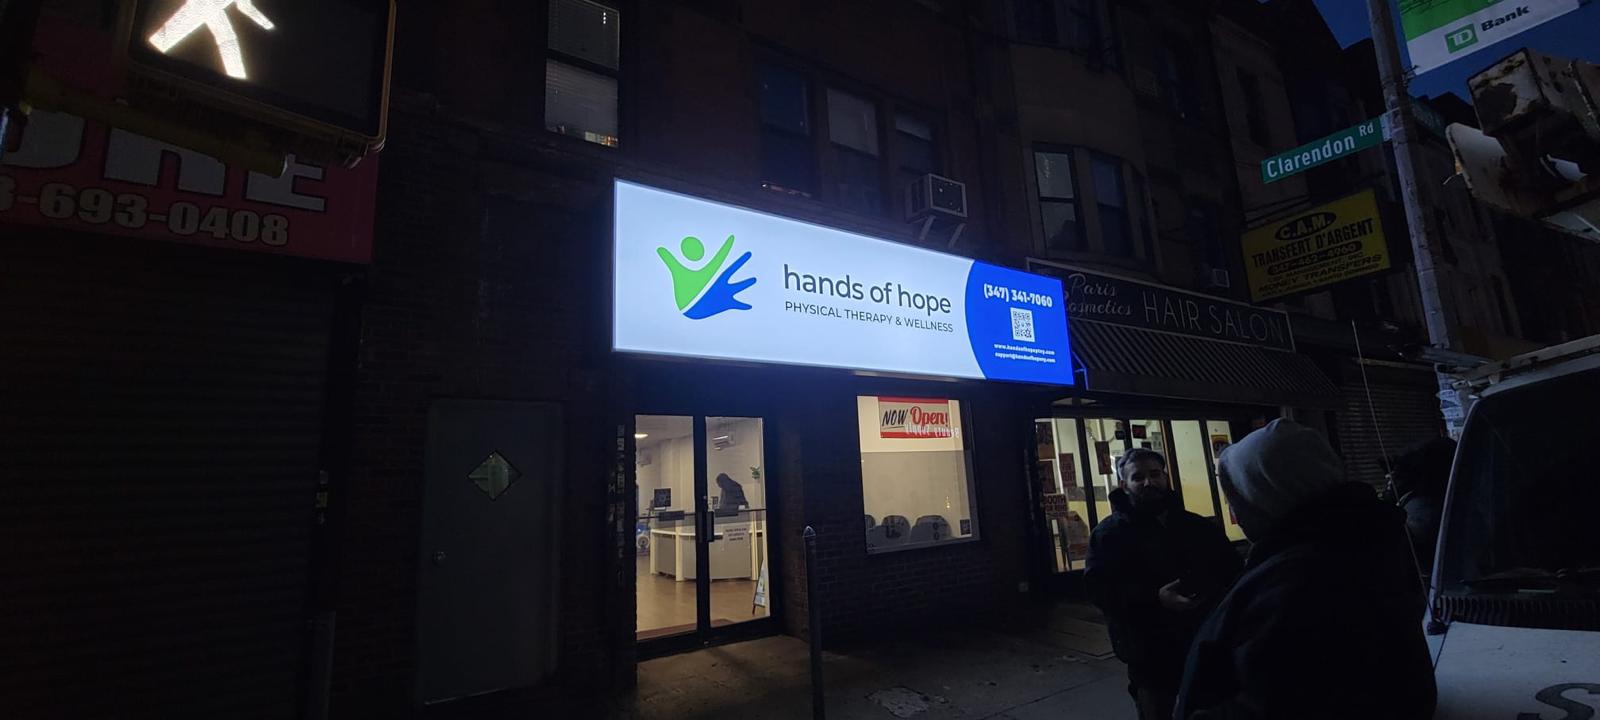 hands of hope
PHYSICAL THERAPY & WELLNESS
(347) 341-7060
NOW Open!
-693-0408
Paris
Cosmetics
HAIR SALON
C.A.M.
TRANSFERT D'ARGENT
MONEY TRANSFERS
Clarendon Rd
TD Bank